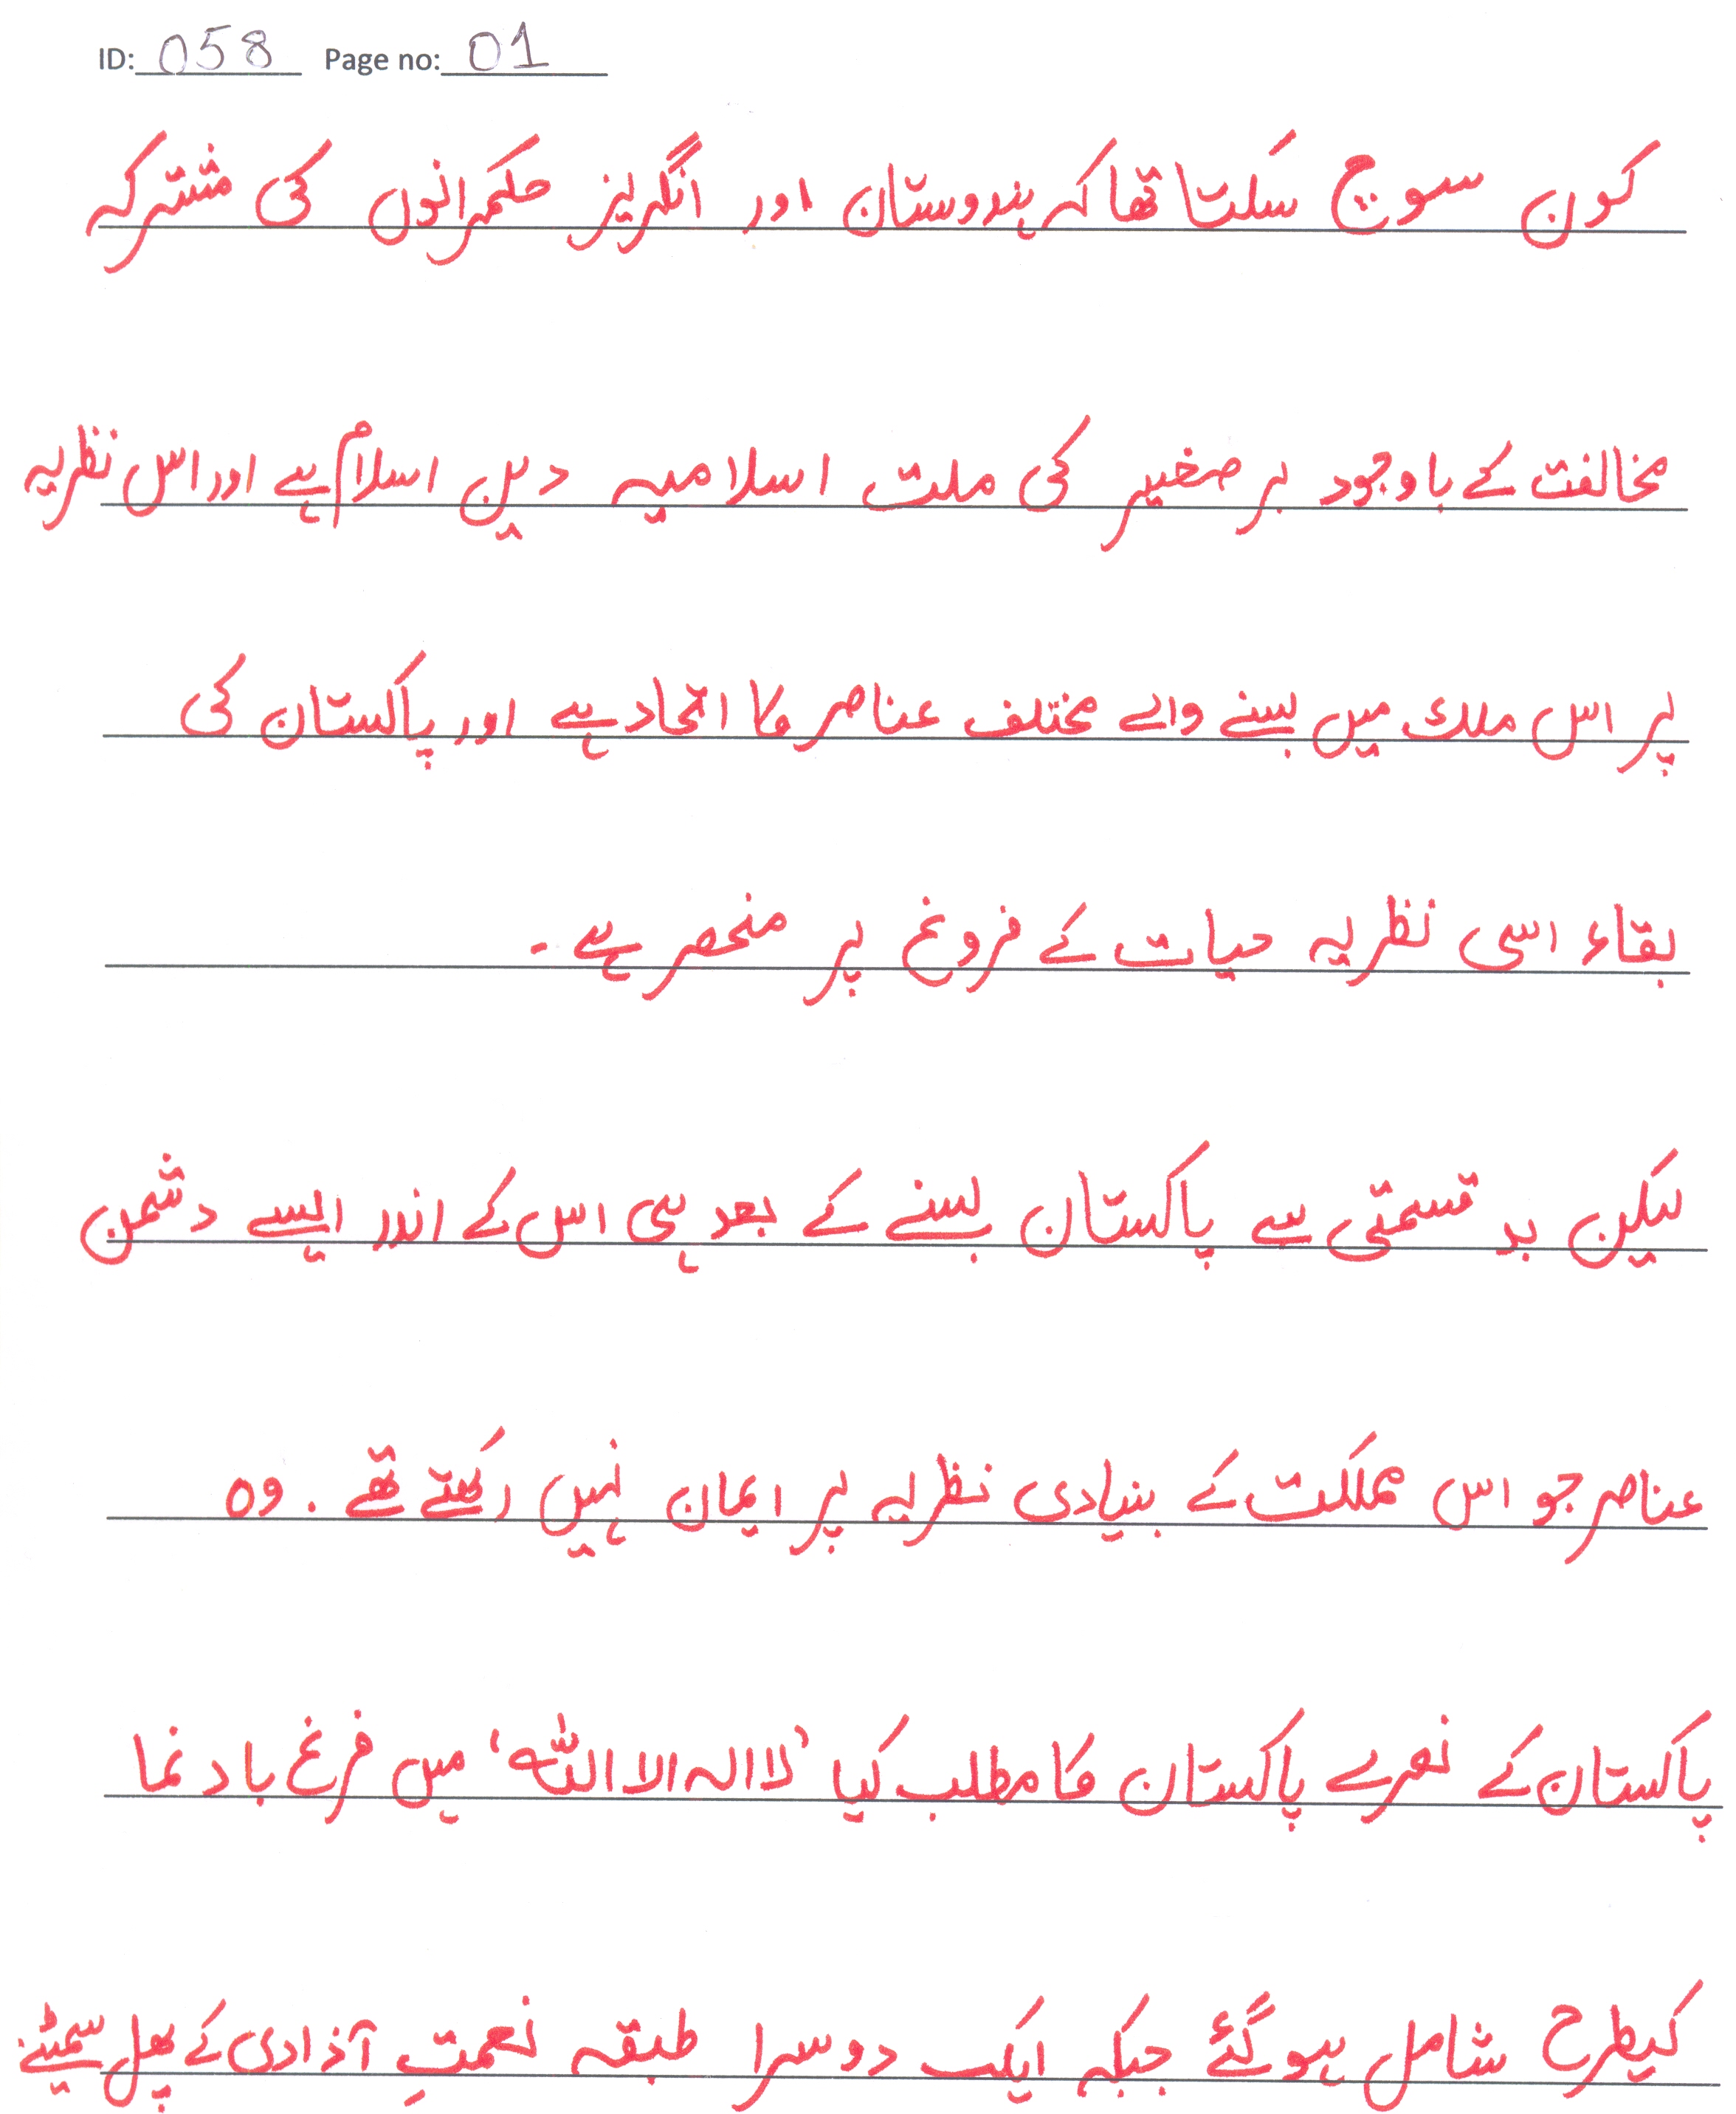 ID: 058 Page no: 01
کون سوچ سکتا تھا کہ ہندوستان اور انگریز حکمرانوں کی مشترکہ
مخالفت کے باوجود برصغیر کی ملت اسلامیہ دین اسلام ہے اور اس نظریہ
پر اس ملک میں بسنے والے مختلف عناصر کا اتحاد ہے اور پاکستان کی
بقاء اسی نظریہ حیات کے فروغ پر منحصر ہے ۔
لیکن بد قسمتی سے پاکستان بسنے کے بعد ہی اس کے اندر ایسے دشمن
عناصر جو اس مملکت کے بنیادی نظریہ پر ایمان نہیں رکھتے تھے ۔ وہ
پاکستان کے نعرے پاکستان کا مطلب کیا ’لا الہ الا اللہ‘ میں فرغ باد نما
کیطرح شامل ہو گئے جبکہ ایک دوسرا طبقہ نعمتِ آذادی کے پھل سمیٹنے